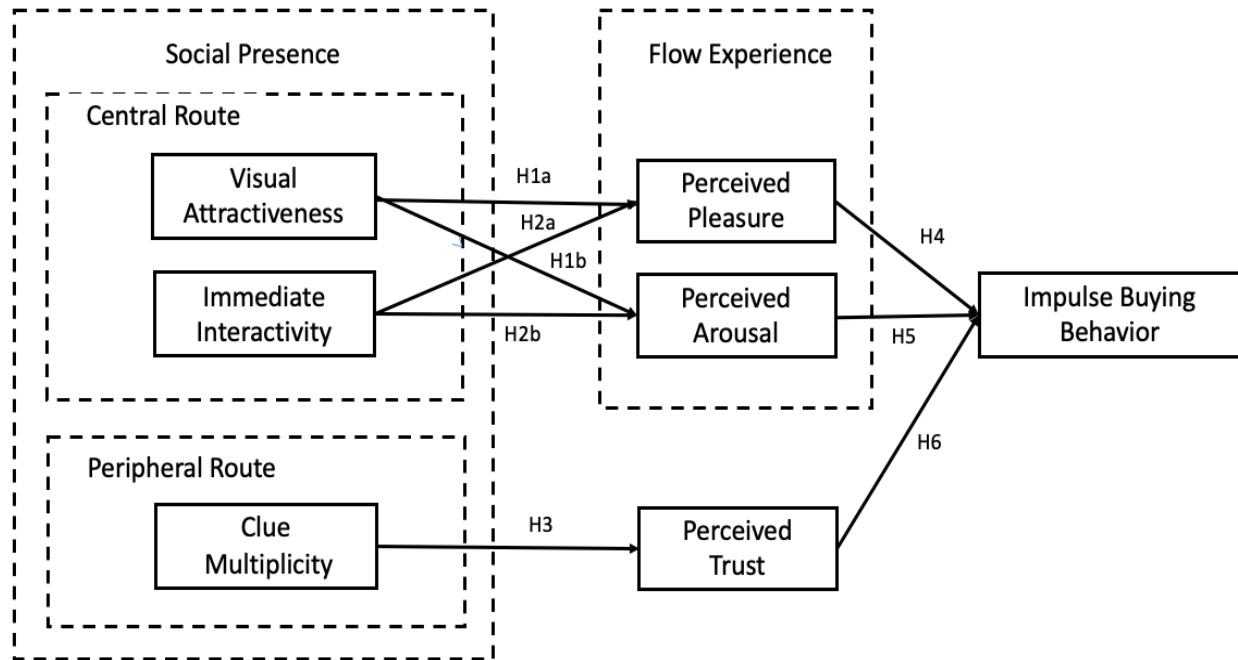 Social Presence
Flow Experience
Central Route
Visual
Attractiveness
H1a
Perceived
Pleasure
H2a
H4
H1b
Immediate
Interactivity
H2b
Perceived
Arousal
H5
Impulse Buying
Behavior
H6
Peripheral Route
Clue
Multiplicity
H3
Perceived
Trust